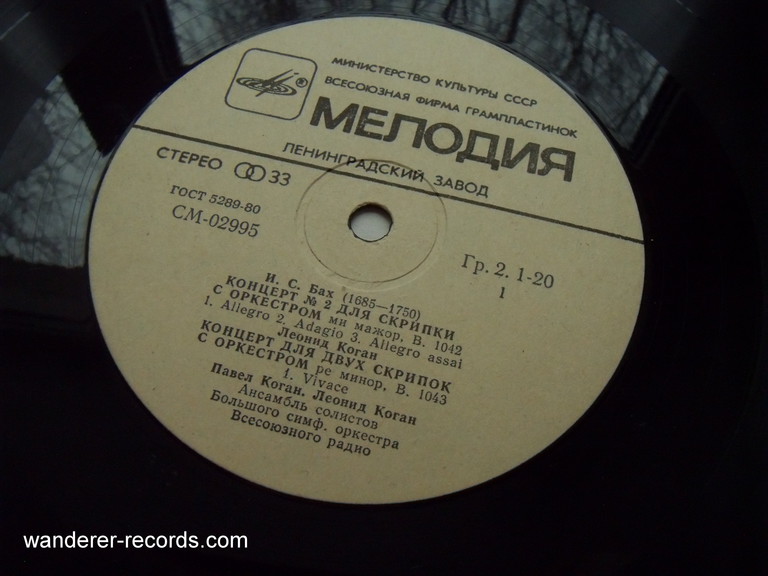 МИНИСТЕРСТВО КУЛЬТУРЫ СССР
ВСЕСОЮЗНАЯ ФИРМА ГРАМПЛАСТИНОК
®
МЕЛОДИЯ
ЛЕНИНГРАДСКИЙ ЗАВОД
СТЕРЕО 33
ГОСТ 5289-80
СМ-02995
Гр. 2. 1-20
1
И. С. Бах (1685—1750)
КОНЦЕРТ № 2 ДЛЯ СКРИПКИ
С ОРКЕСТРОМ ми мажор, В. 1042
1. Allegro 2. Adagio 3. Allegro assai
Леонид Коган
КОНЦЕРТ ДЛЯ ДВУХ СКРИПОК
С ОРКЕСТРОМ ре минор, В. 1043
1. Vivace
Павел Коган, Леонид Коган
Ансамбль солистов
Большого симф. оркестра
Всесоюзного радио
wanderer-records.com